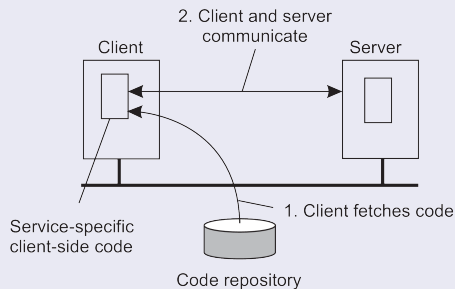 2. Client and server
communicate
Client
Server
Service-specific
client-side code
1. Client fetches code
Code repository